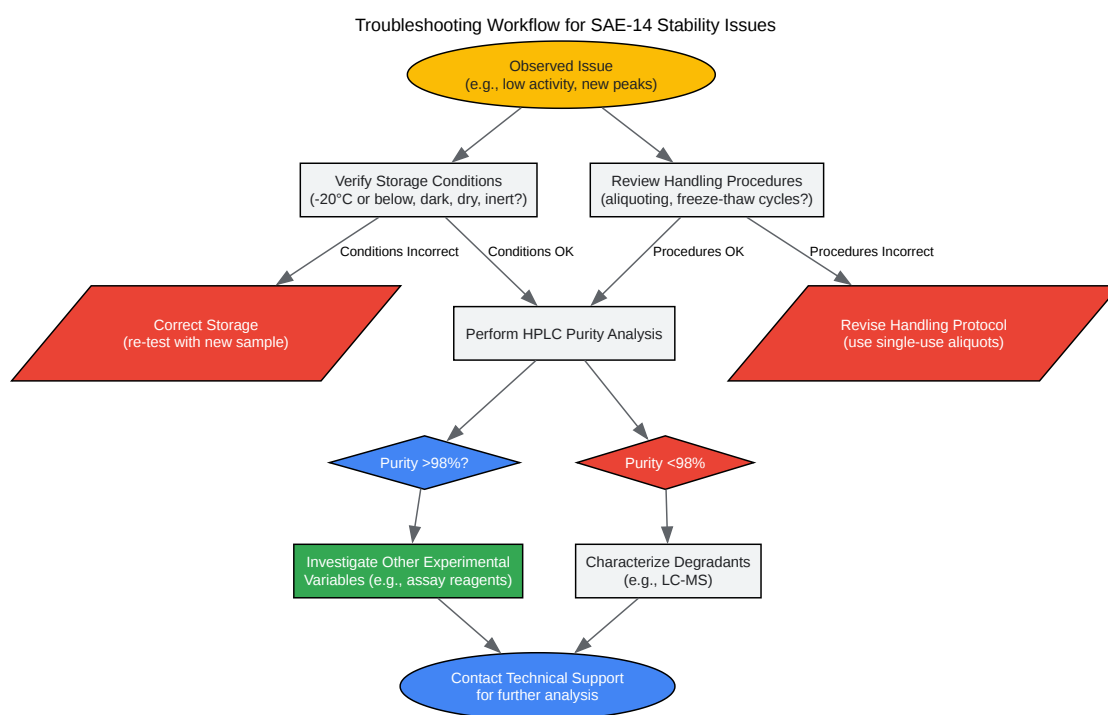 Troubleshooting Workflow for SAE-14 Stability Issues
Observed Issue
(e.g., low activity, new peaks)
Verify Storage Conditions
(-20°C or below, dark, dry, inert?)
Review Handling Procedures
(aliquoting, freeze-thaw cycles?)
Conditions Incorrect
Conditions OK
Procedures OK
Procedures Incorrect
Correct Storage
(re-test with new sample)
Perform HPLC Purity Analysis
Revise Handling Protocol
(use single-use aliquots)
Purity >98%?
Purity <98%
Investigate Other Experimental
Variables (e.g., assay reagents)
Characterize Degradants
(e.g., LC-MS)
Contact Technical Support
for further analysis